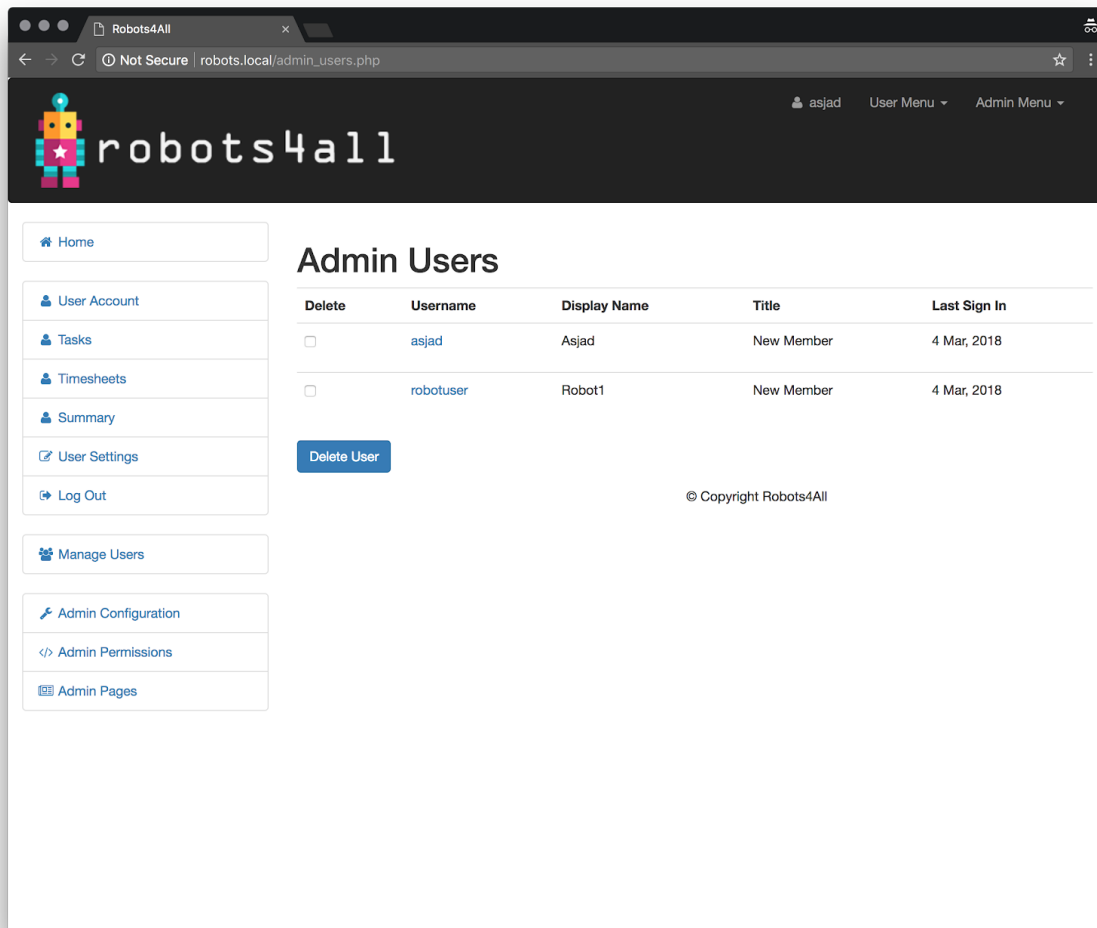 Robots4All
Not Secure robots.local/admin_users.php
asjad User Menu Admin Menu
robots4all
Home
User Account
Tasks
Timesheets
Summary
User Settings
Log Out
Manage Users
Admin Configuration
Admin Permissions
Admin Pages
Admin Users
Delete Username Display Name Title Last Sign In
asjad Asjad New Member 4 Mar, 2018
robotuser Robot1 New Member 4 Mar, 2018
Delete User
© Copyright Robots4All